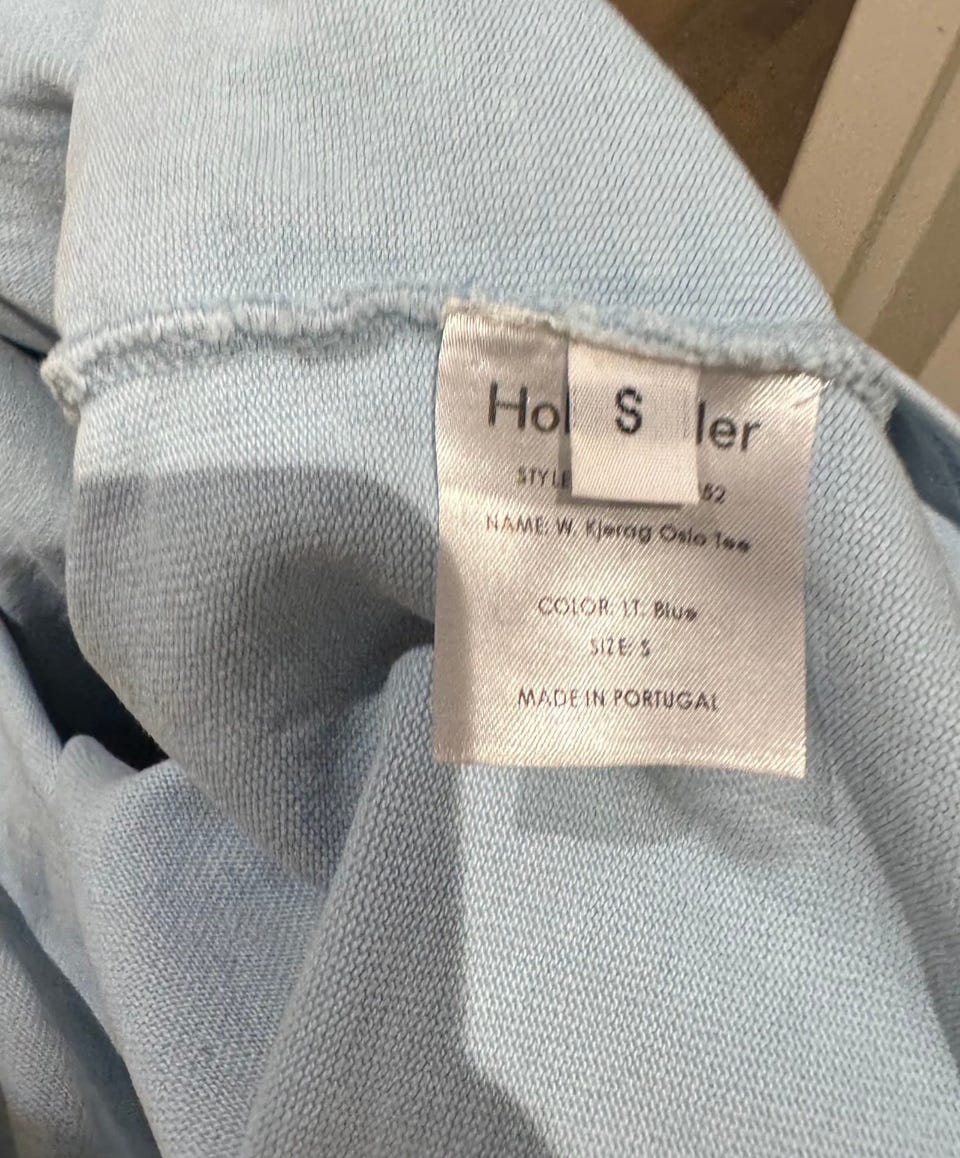 Hol S ler
STYLE 52
NAME: W. Kjerag Oslo Tee
COLOR: LT. Blue
SIZE: S
MADE IN PORTUGAL